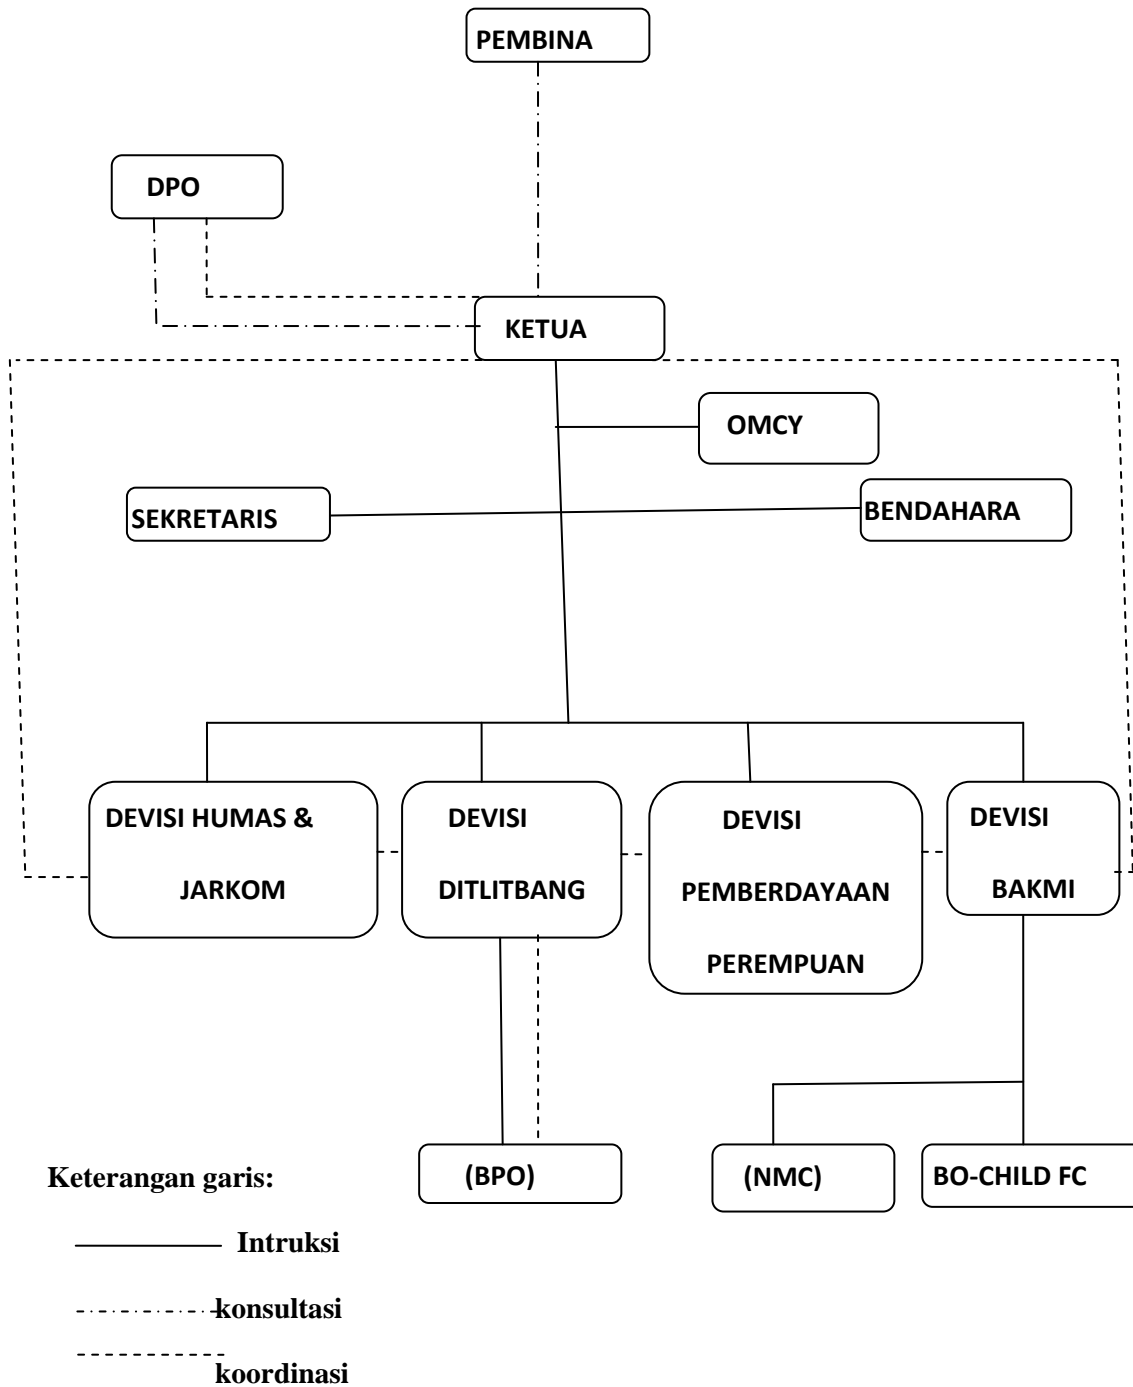 PEMBINA
DPO
KETUA
OMCY
SEKRETARIS
BENDAHARA
DEVISI HUMAS &
JARKOM
DEVISI
DITLITBANG
DEVISI
PEMBERDAYAAN
PEREMPUAN
DEVISI
BAKMI
(BPO)
(NMC)
BO-CHILD FC
Keterangan garis:
Intruksi
konsultasi
koordinasi